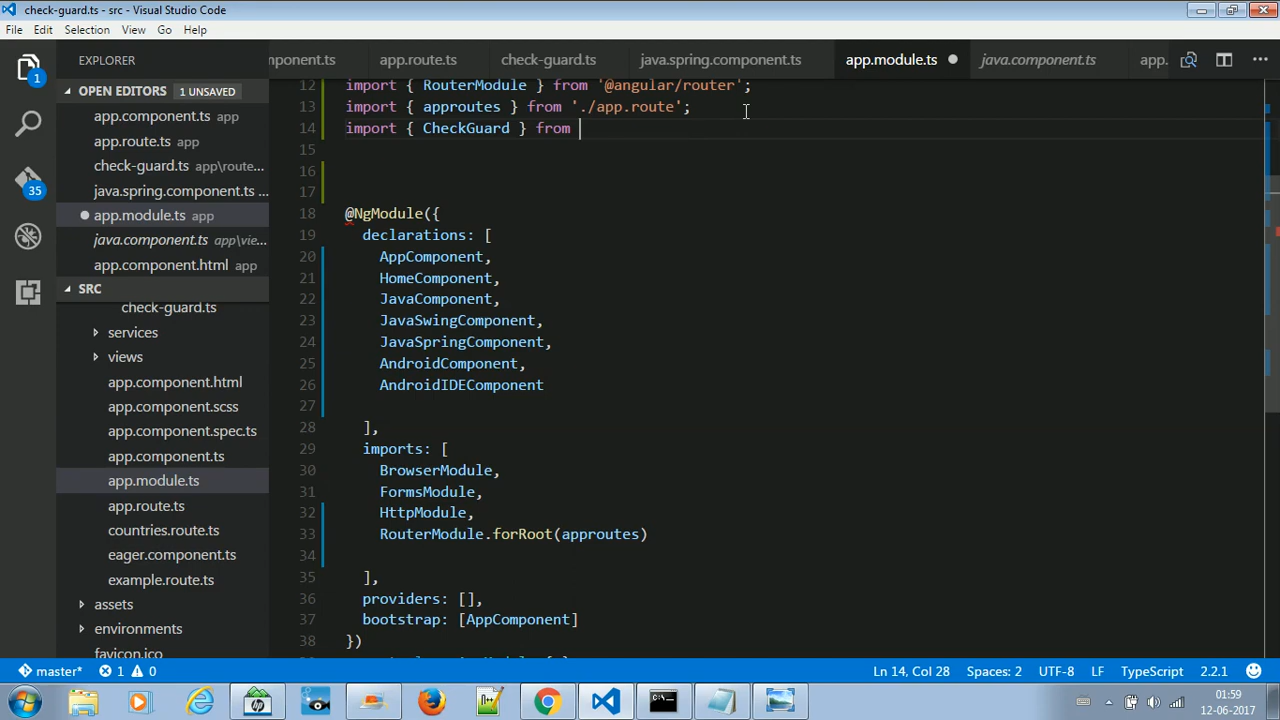 check-guard.ts - src - Visual Studio Code
File Edit Selection View Go Help
EXPLORER
OPEN EDITORS 1 UNSAVED
app.component.ts
app.route.ts
check-guard.ts app\route...
java.spring.component.ts ...
app.module.ts app
java.component.ts app\vie...
app.component.html app
SRC
check-guard.ts
services
views
app.component.html
app.component.scss
app.component.spec.ts
app.component.ts
app.module.ts
app.route.ts
countries.route.ts
eager.component.ts
example.route.ts
assets
environments
favicon.ico
1
35
mponent.ts app.route.ts check-guard.ts java.spring.component.ts app.module.ts java.component.ts app.
12 import { RouterModule } from '@angular/router';
13 import { approutes } from './app.route';
14 import { CheckGuard } from
15
16
17
18 @NgModule({
19 declarations: [
20 AppComponent,
21 HomeComponent,
22 JavaComponent,
23 JavaSwingComponent,
24 JavaSpringComponent,
25 AndroidComponent,
26 AndroidIDEComponent
27
28 ],
29 imports: [
30 BrowserModule,
31 FormsModule,
32 HttpModule,
33 RouterModule.forRoot(approutes)
34
35 ],
36 providers: [],
37 bootstrap: [AppComponent]
38 })
master* 1 0 Ln 14, Col 28 Spaces: 2 UTF-8 LF TypeScript 2.2.1
01:59
12-06-2017